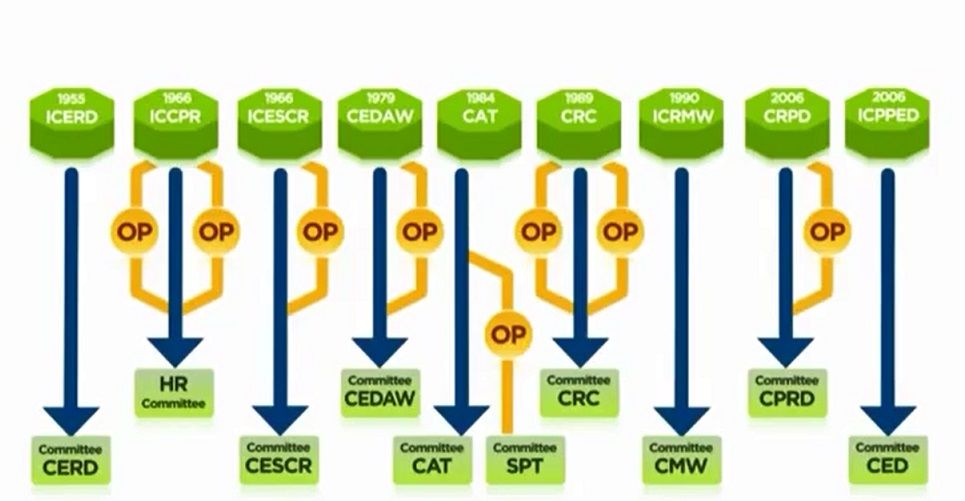 1955
ICERD
1966
ICCPR
1966
ICESCR
1979
CEDAW
1984
CAT
1989
CRC
1990
ICRMW
2006
CRPD
2006
ICPPED
OP
OP
OP
OP
OP
OP
OP
OP
HR
Committee
Committee
CEDAW
Committee
CRC
Committee
CPRD
Committee
CERD
Committee
CESCR
Committee
CAT
Committee
SPT
Committee
CMW
Committee
CED